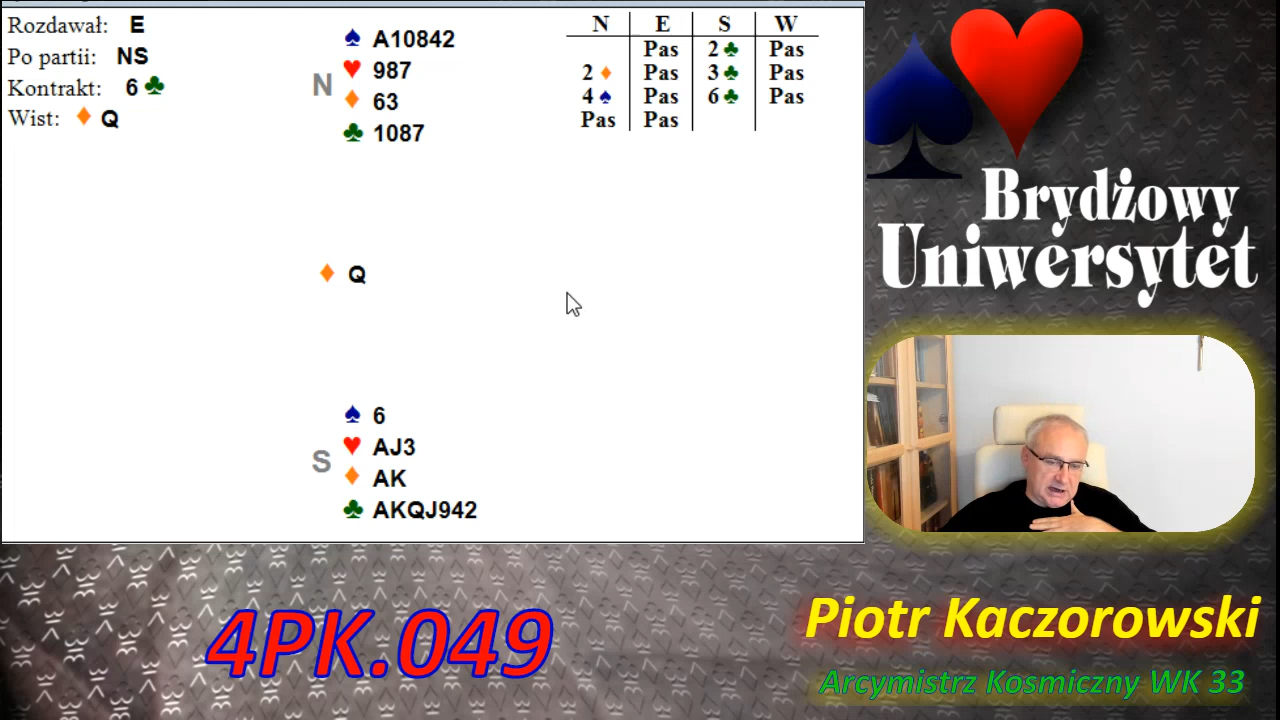 Rozdawał: E
Po partii: NS
Kontrakt: 6 ♣
Wist: ♦ Q
N
♠ A10842
♥ 987
♦ 63
♣ 1087
N E S W
Pas 2 ♣ Pas
2 ♦ Pas 3 ♣ Pas
4 ♠ Pas 6 ♣ Pas
Pas Pas
♦ Q
S
♠ 6
♥ AJ3
♦ AK
♣ AKQJ942
Brydżowy
Uniwersytet
4PK.049
Piotr Kaczorowski
Arcymistrz Kosmiczny WK 33